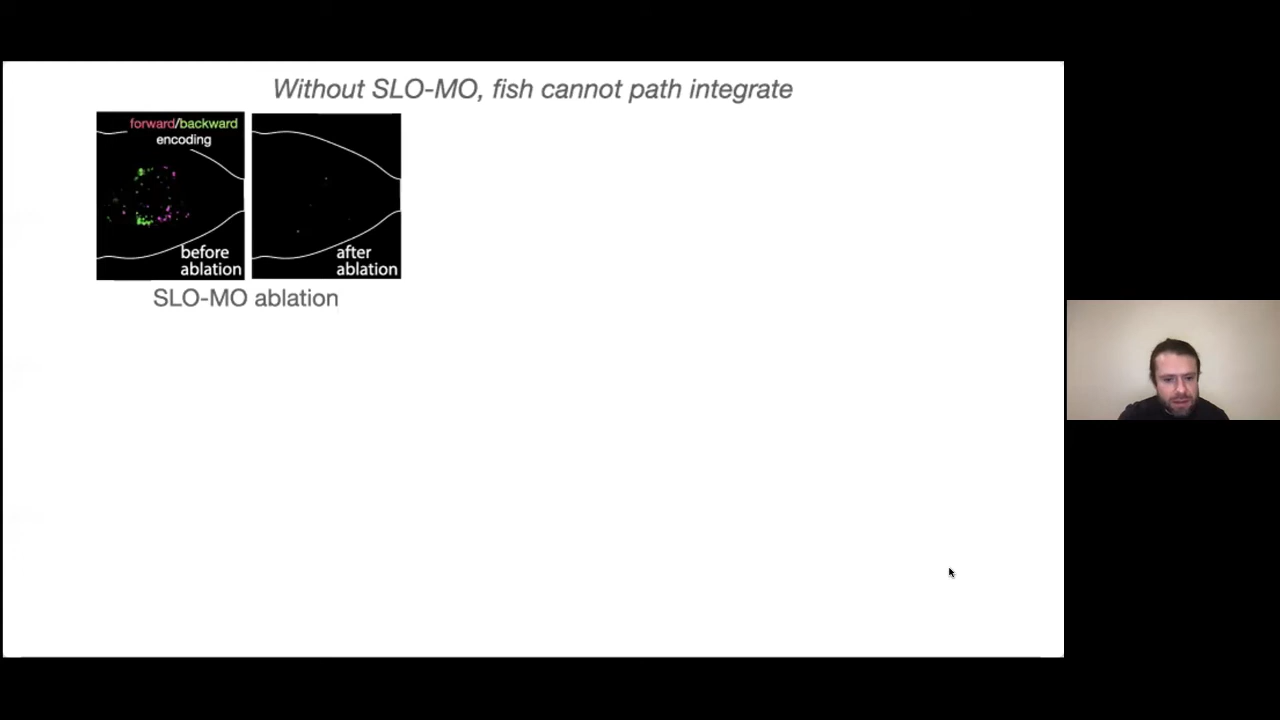 Without SLO-MO, fish cannot path integrate
forward/backward
encoding
before
ablation
after
ablation
SLO-MO ablation